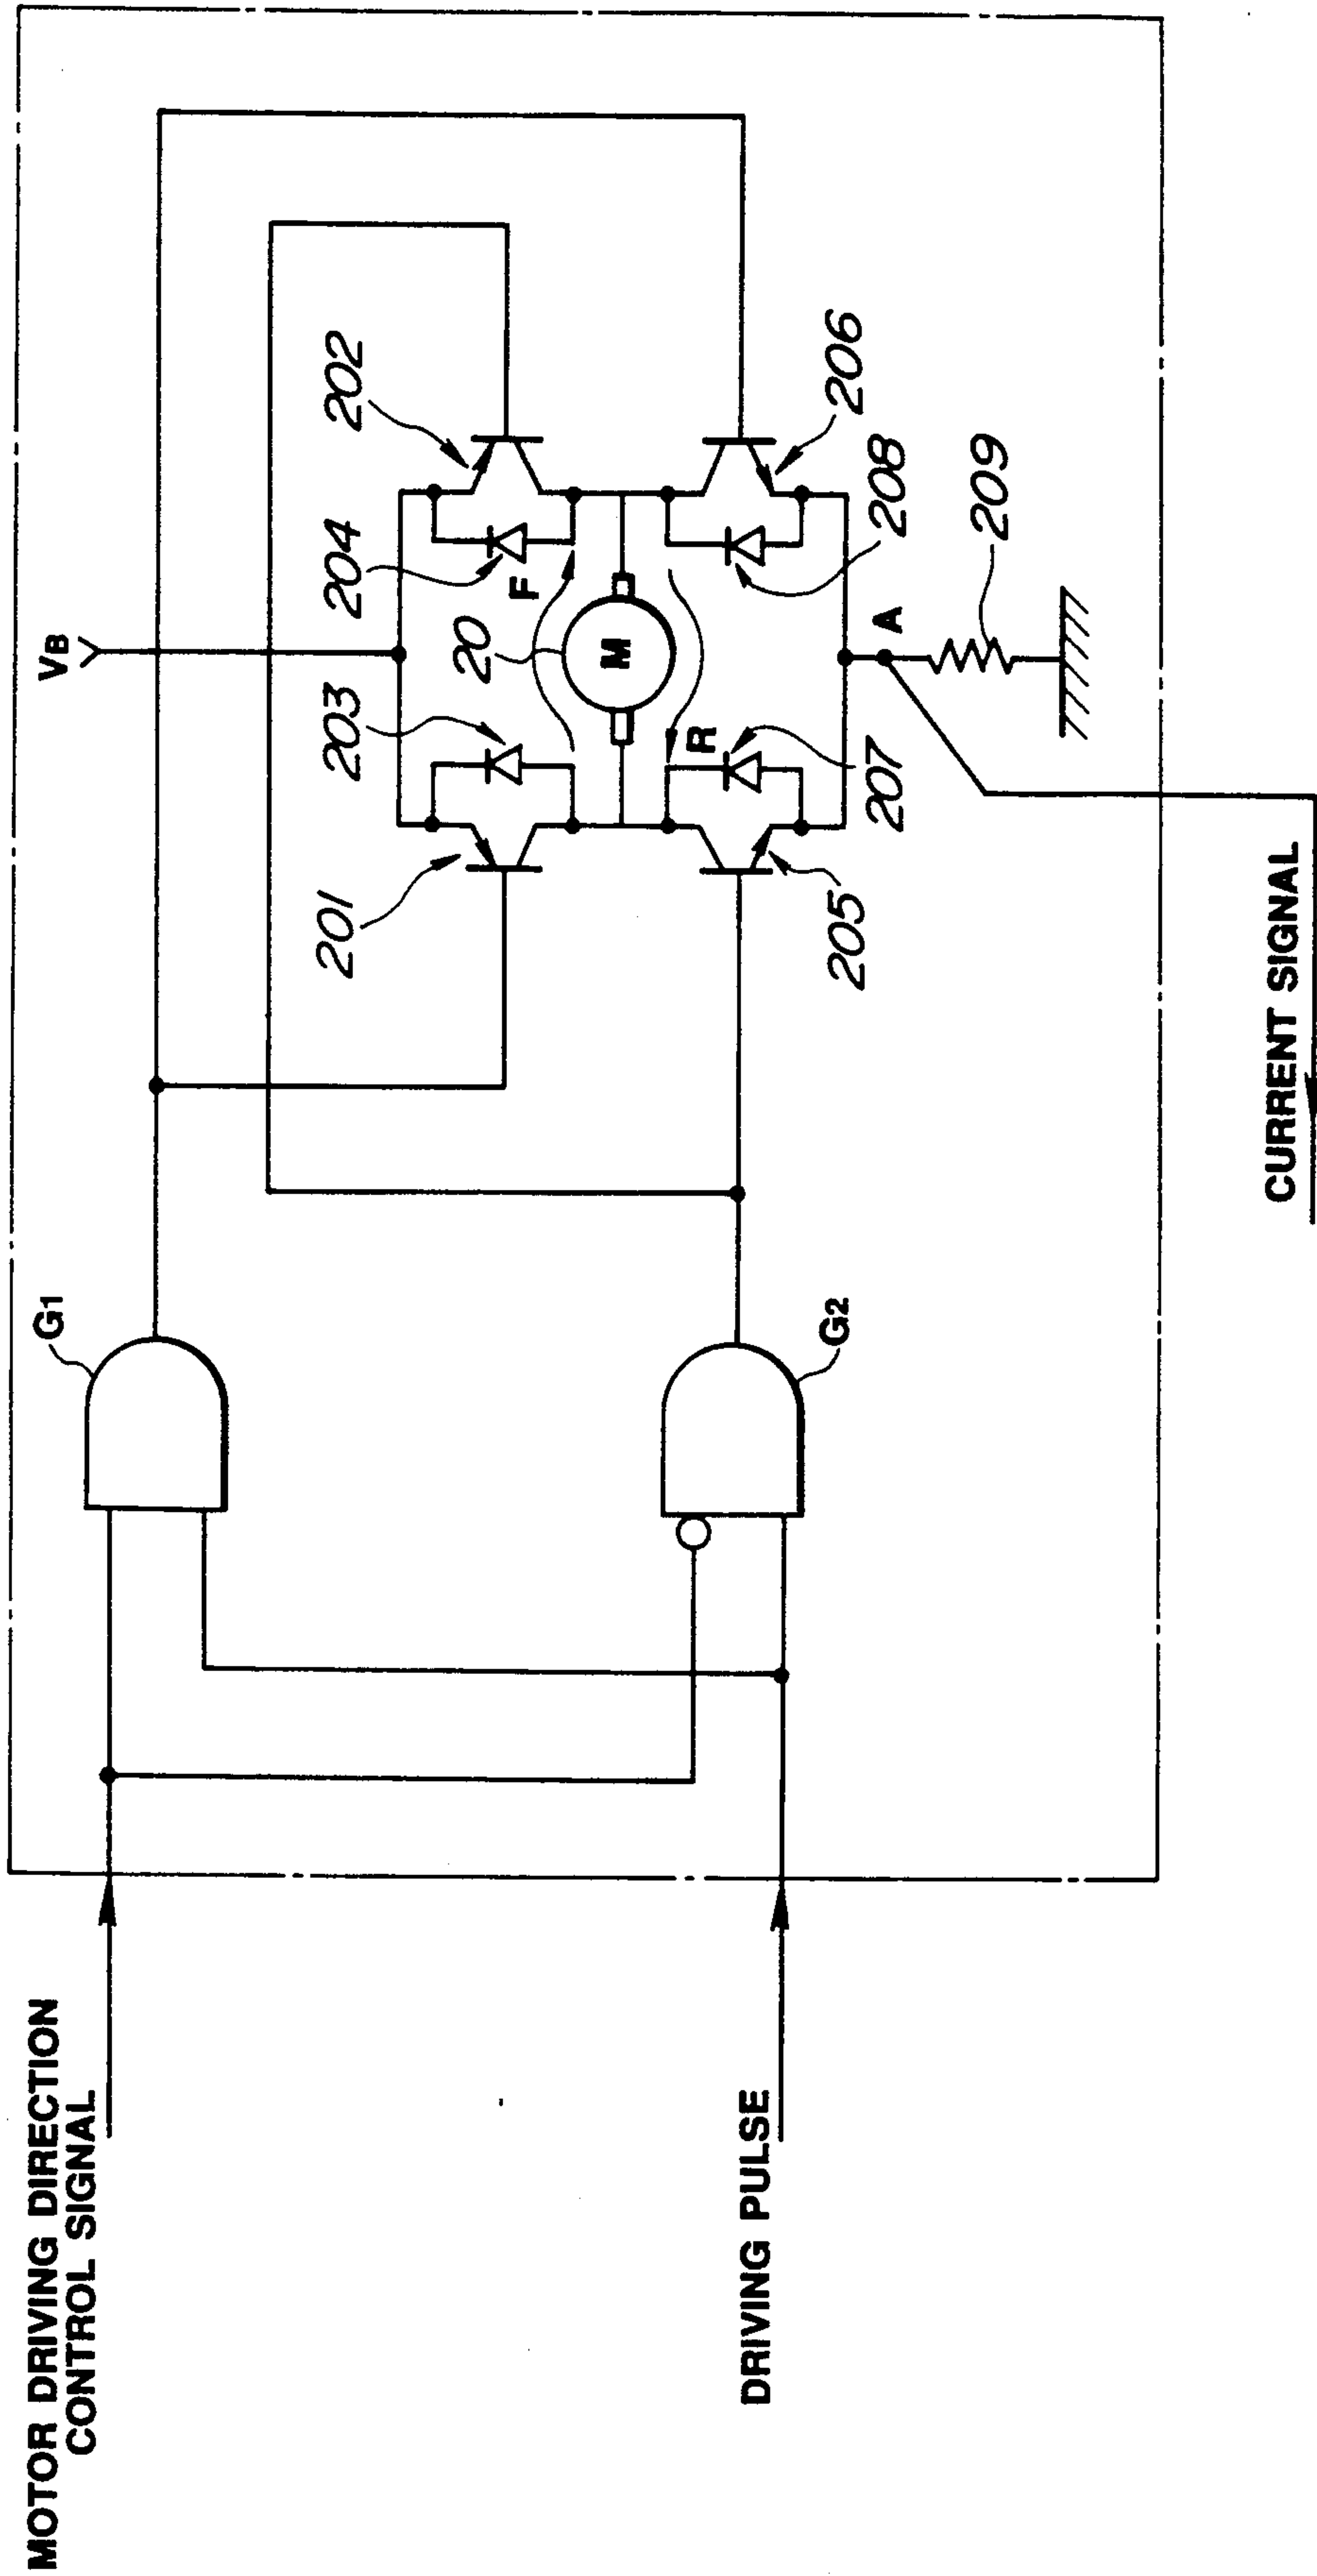 MOTOR DRIVING DIRECTION
CONTROL SIGNAL
DRIVING PULSE
G1
G2
VB
201
202
203
204
F
20
M
R
205
206
207
208
A
209
CURRENT SIGNAL